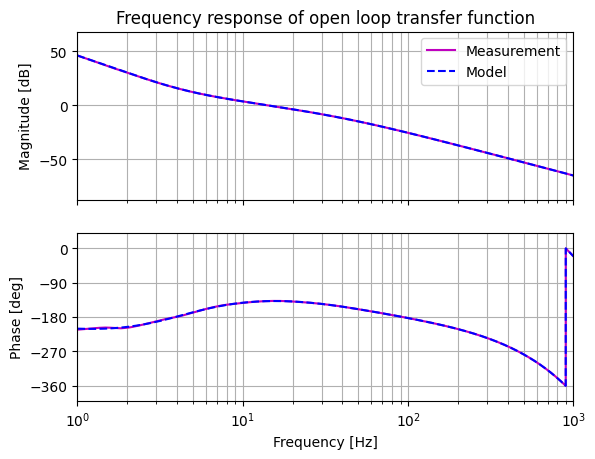 Frequency response of open loop transfer function
Measurement
Model
Magnitude [dB]
50
0
−50
Phase [deg]
0
−90
−180
−270
−360
10⁰
10¹
10²
10³
Frequency [Hz]